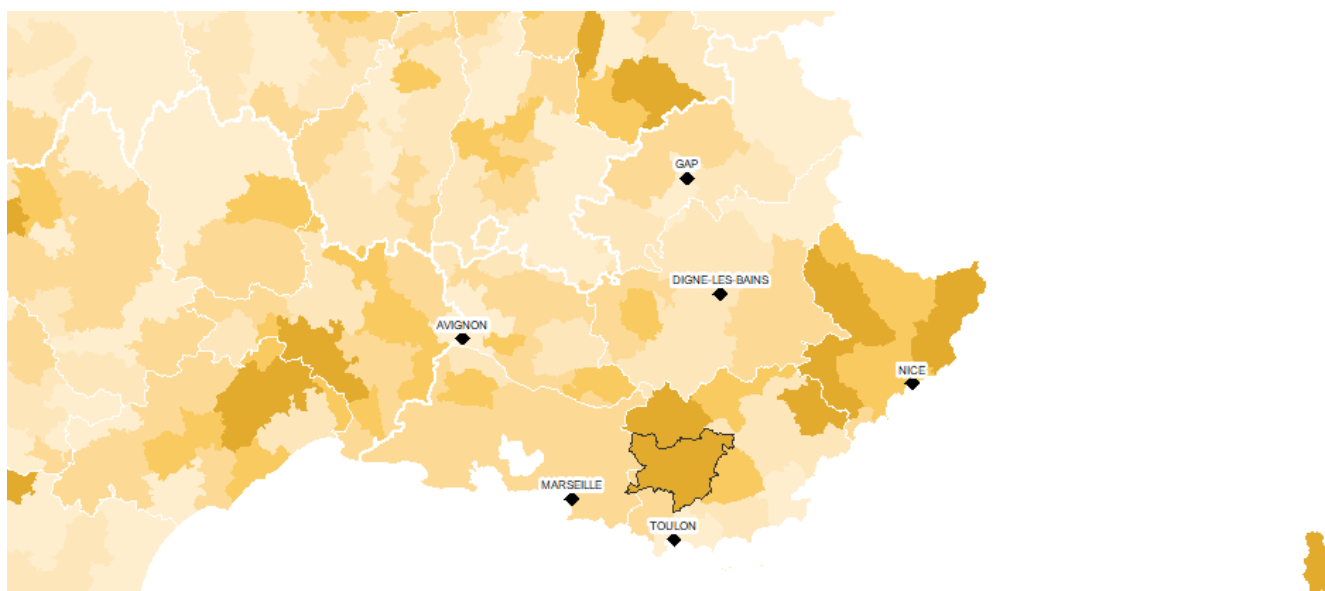 GAP
DIGNE-LES-BAINS
AVIGNON
NICE
MARSEILLE
TOULON